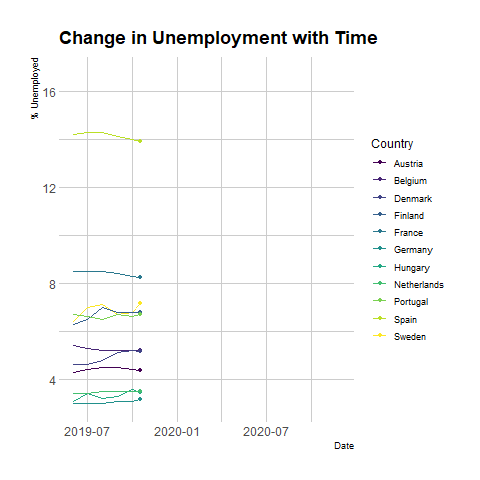 Change in Unemployment with Time
% Unemployed
16
12
8
4
2019-07 2020-01 2020-07
Date
Country
Austria
Belgium
Denmark
Finland
France
Germany
Hungary
Netherlands
Portugal
Spain
Sweden